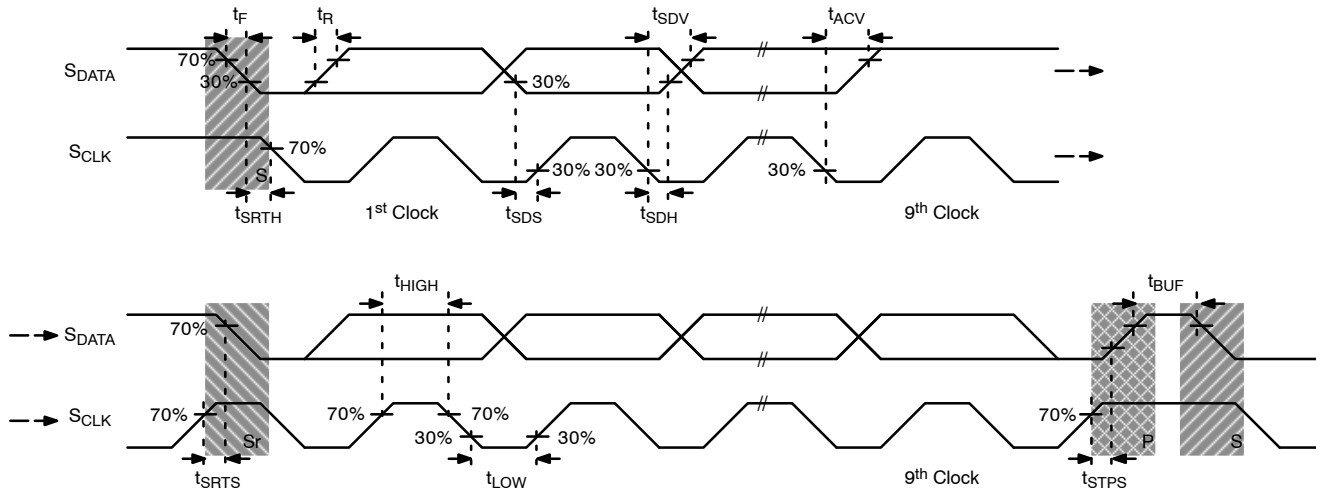 tF tR tSDV tACV
SDATA 70% 30% 30%
SCLK 70% 30% 30% 30%
S
tSRTH 1st Clock tSDS tSDH 9th Clock
tHIGH tBUF
SDATA 70%
SCLK 70% 70% 70% 70%
30% 30%
Sr P S
tSRTS tLOW 9th Clock tSTPS